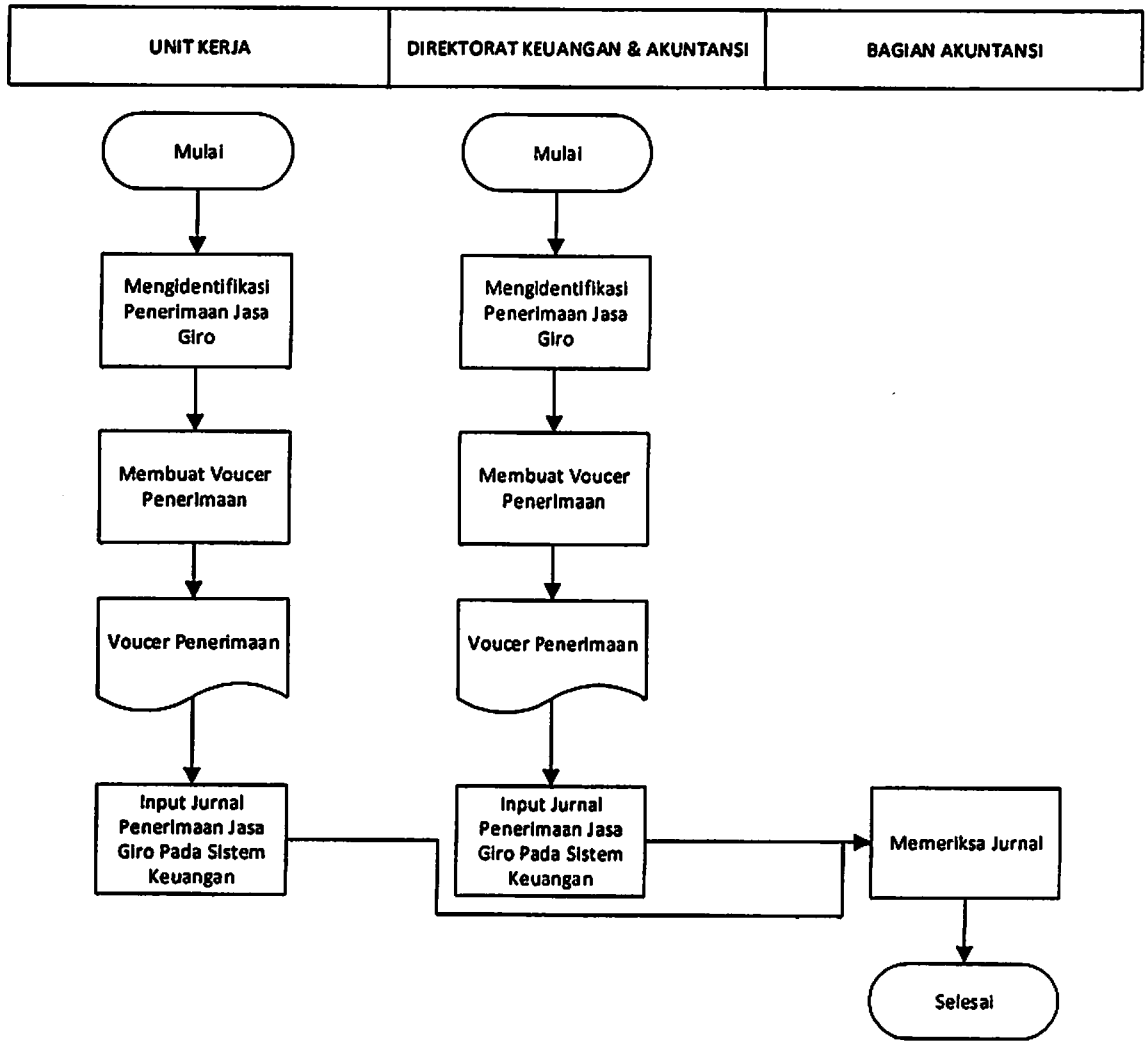 UNIT KERJA
DIREKTORAT KEUANGAN & AKUNTANSI
BAGIAN AKUNTANSI
Mulai
Mengidentifikasi
Penerimaan Jasa
Giro
Membuat Voucer
Penerimaan
Voucer Penerimaan
Input Jurnal
Penerimaan Jasa
Giro Pada Sistem
Keuangan
Mulai
Mengidentifikasi
Penerimaan Jasa
Giro
Membuat Voucer
Penerimaan
Voucer Penerimaan
Input Jurnal
Penerimaan Jasa
Giro Pada Sistem
Keuangan
Memeriksa Jurnal
Selesai